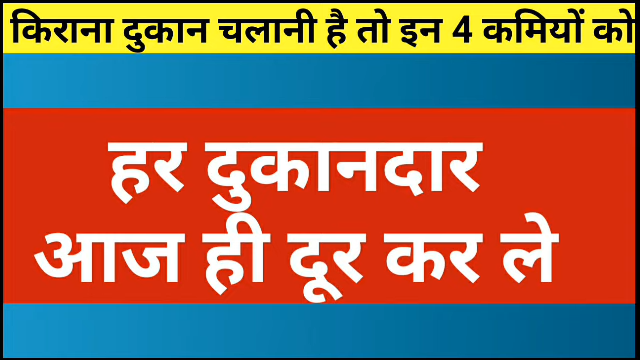 किराना दुकान चलानी है तो इन 4 कमियों को
हर दुकानदार
आज ही दूर कर ले